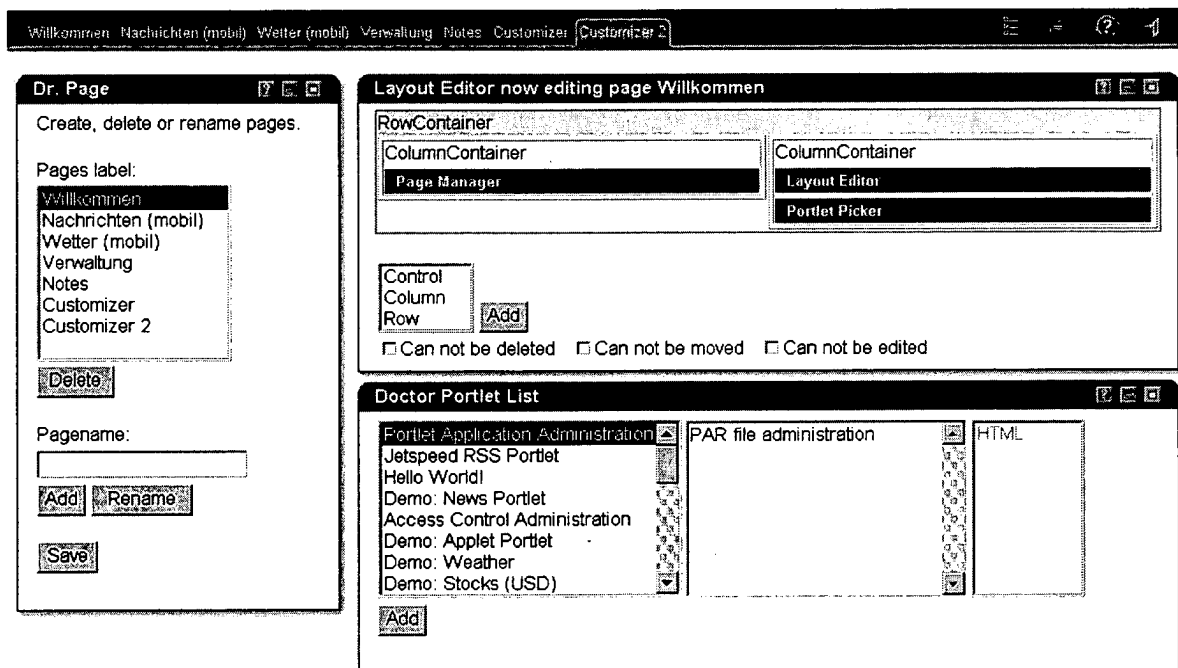 Willkommen Nachrichten (mobil) Wetter (mobil) Verwaltung Notes Customizer Customizer 2
Dr. Page
Create, delete or rename pages.
Pages label:
Willkommen
Nachrichten (mobil)
Wetter (mobil)
Verwaltung
Notes
Customizer
Customizer 2
Delete
Pagename:
Add Rename
Save
Layout Editor now editing page Willkommen
RowContainer
ColumnContainer
Page Manager
ColumnContainer
Layout Editor
Portlet Picker
Control
Column
Row
Add
Can not be deleted Can not be moved Can not be edited
Doctor Portlet List
Portlet Application Administration
Jetspeed RSS Portlet
Hello World!
Demo: News Portlet
Access Control Administration
Demo: Applet Portlet
Demo: Weather
Demo: Stocks (USD)
PAR file administration
HTML
Add